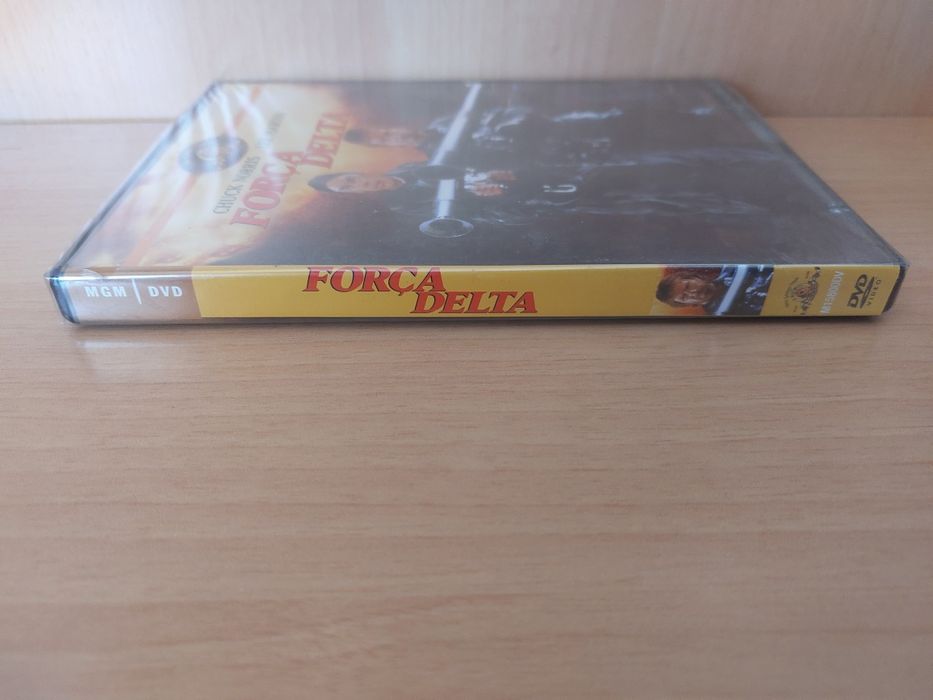 CHUCK NORRIS
FORÇA
DELTA
MGM | DVD
FORÇA
DELTA
DVD
VIDEO